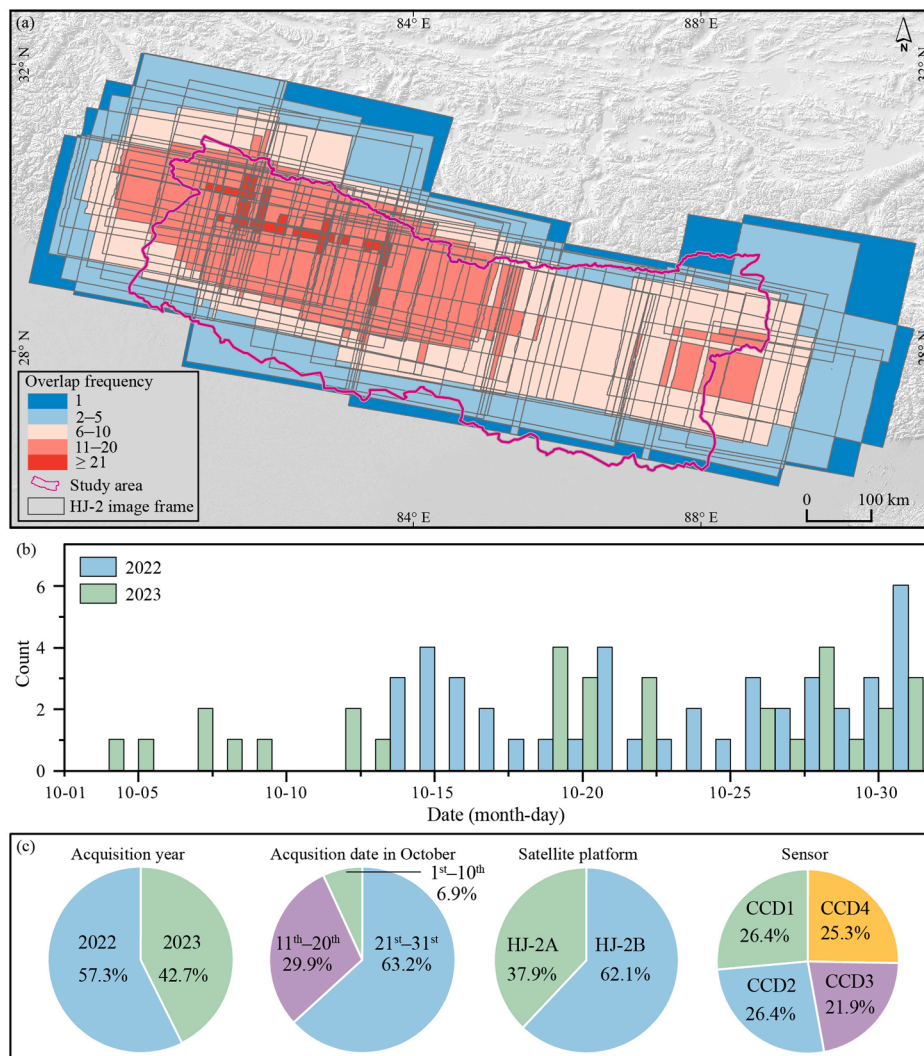 (a)
84° E
88° E
N
32° N
32° N
28° N
28° N
Overlap frequency
1
2–5
6–10
11–20
≥ 21
Study area
HJ-2 image frame
0 100 km
84° E
88° E
(b)
2022
2023
Count
6
4
2
0
10-01 10-05 10-10 10-15 10-20 10-25 10-30
Date (month-day)
(c)
Acquisition year
2022
57.3%
2023
42.7%
Acqusition date in October
1st–10th
6.9%
11th–20th
29.9%
21st–31st
63.2%
Satellite platform
HJ-2A
37.9%
HJ-2B
62.1%
Sensor
CCD1
26.4%
CCD4
25.3%
CCD2
26.4%
CCD3
21.9%